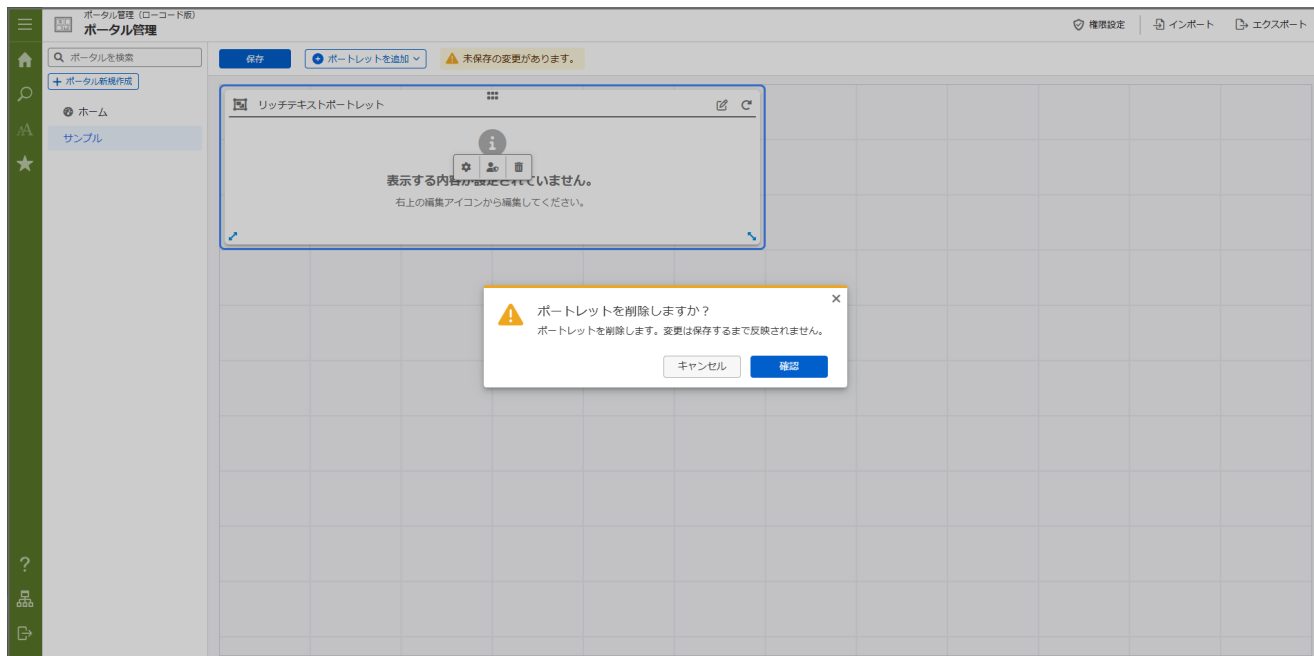 ポータル管理（ローコード版）
ポータル管理
権限設定
インポート
エクスポート
ポータルを検索
ポータル新規作成
ホーム
サンプル
保存
ポートレットを追加
未保存の変更があります。
リッチテキストポートレット
表示する内容が設定されていません。
右上の編集アイコンから編集してください。
ポートレットを削除しますか？
ポートレットを削除します。変更は保存するまで反映されません。
キャンセル
確認